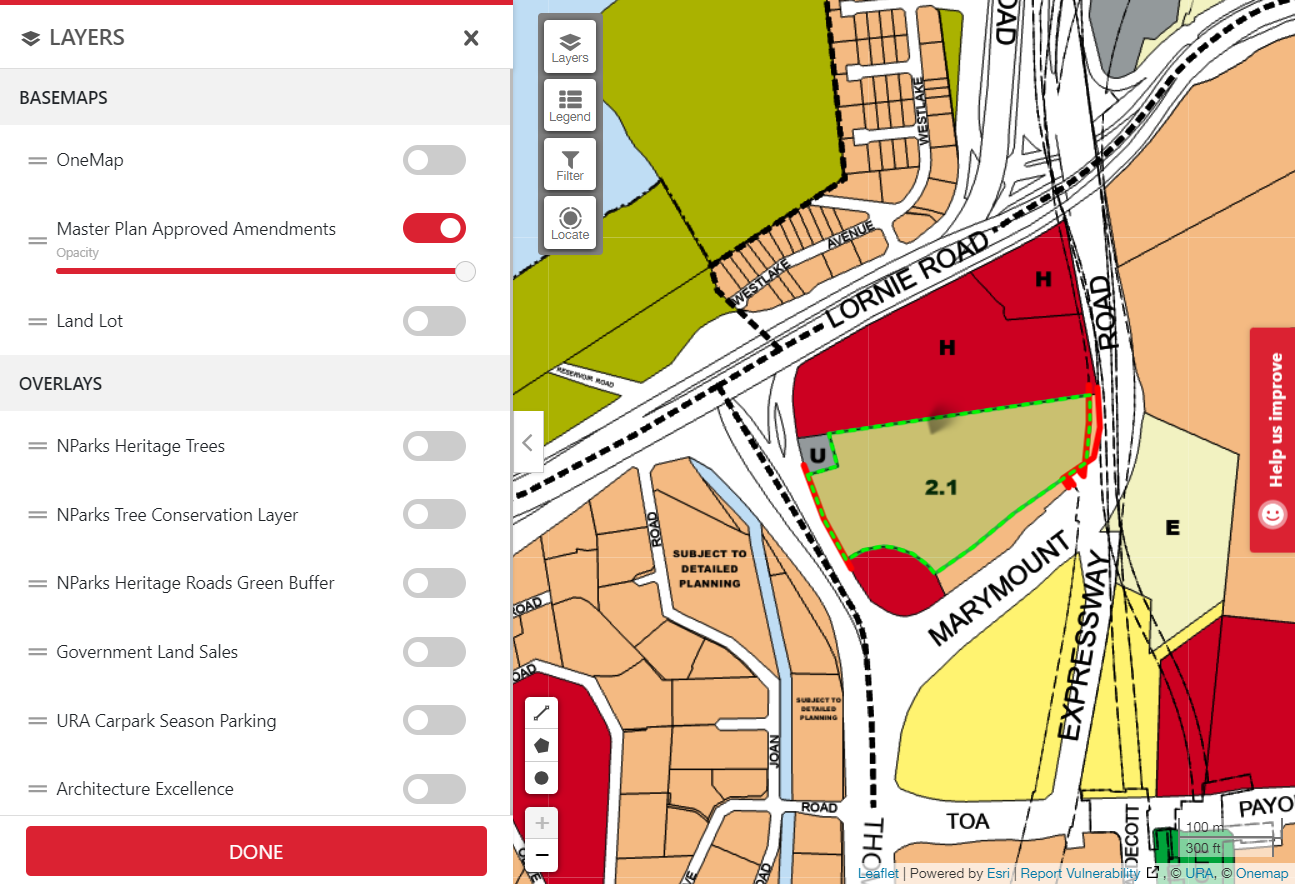 LAYERS
BASEMAPS
OneMap
Master Plan Approved Amendments
Opacity
Land Lot
OVERLAYS
NParks Heritage Trees
NParks Tree Conservation Layer
NParks Heritage Roads Green Buffer
Government Land Sales
URA Carpark Season Parking
Architecture Excellence
DONE
Layers
Legend
Filter
Locate
OAD
WESTLAKE
WESTLAKE
AVENUE
LORNIE ROAD
ROAD
H
H
RESERVOIR ROAD
U
2.1
E
Help us improve
ROAD
SUBJECT TO
DETAILED
PLANNING
MARYMOUNT
EXPRESSWAY
ROAD
OAD
SUBJECT TO
DETAILED
PLANNING
JOAN
ROAD
TOA
PAYO
THO
DECOTT
ROAD
100 m
300 ft
Leaflet | Powered by Esri | Report Vulnerability , © URA, © Onemap